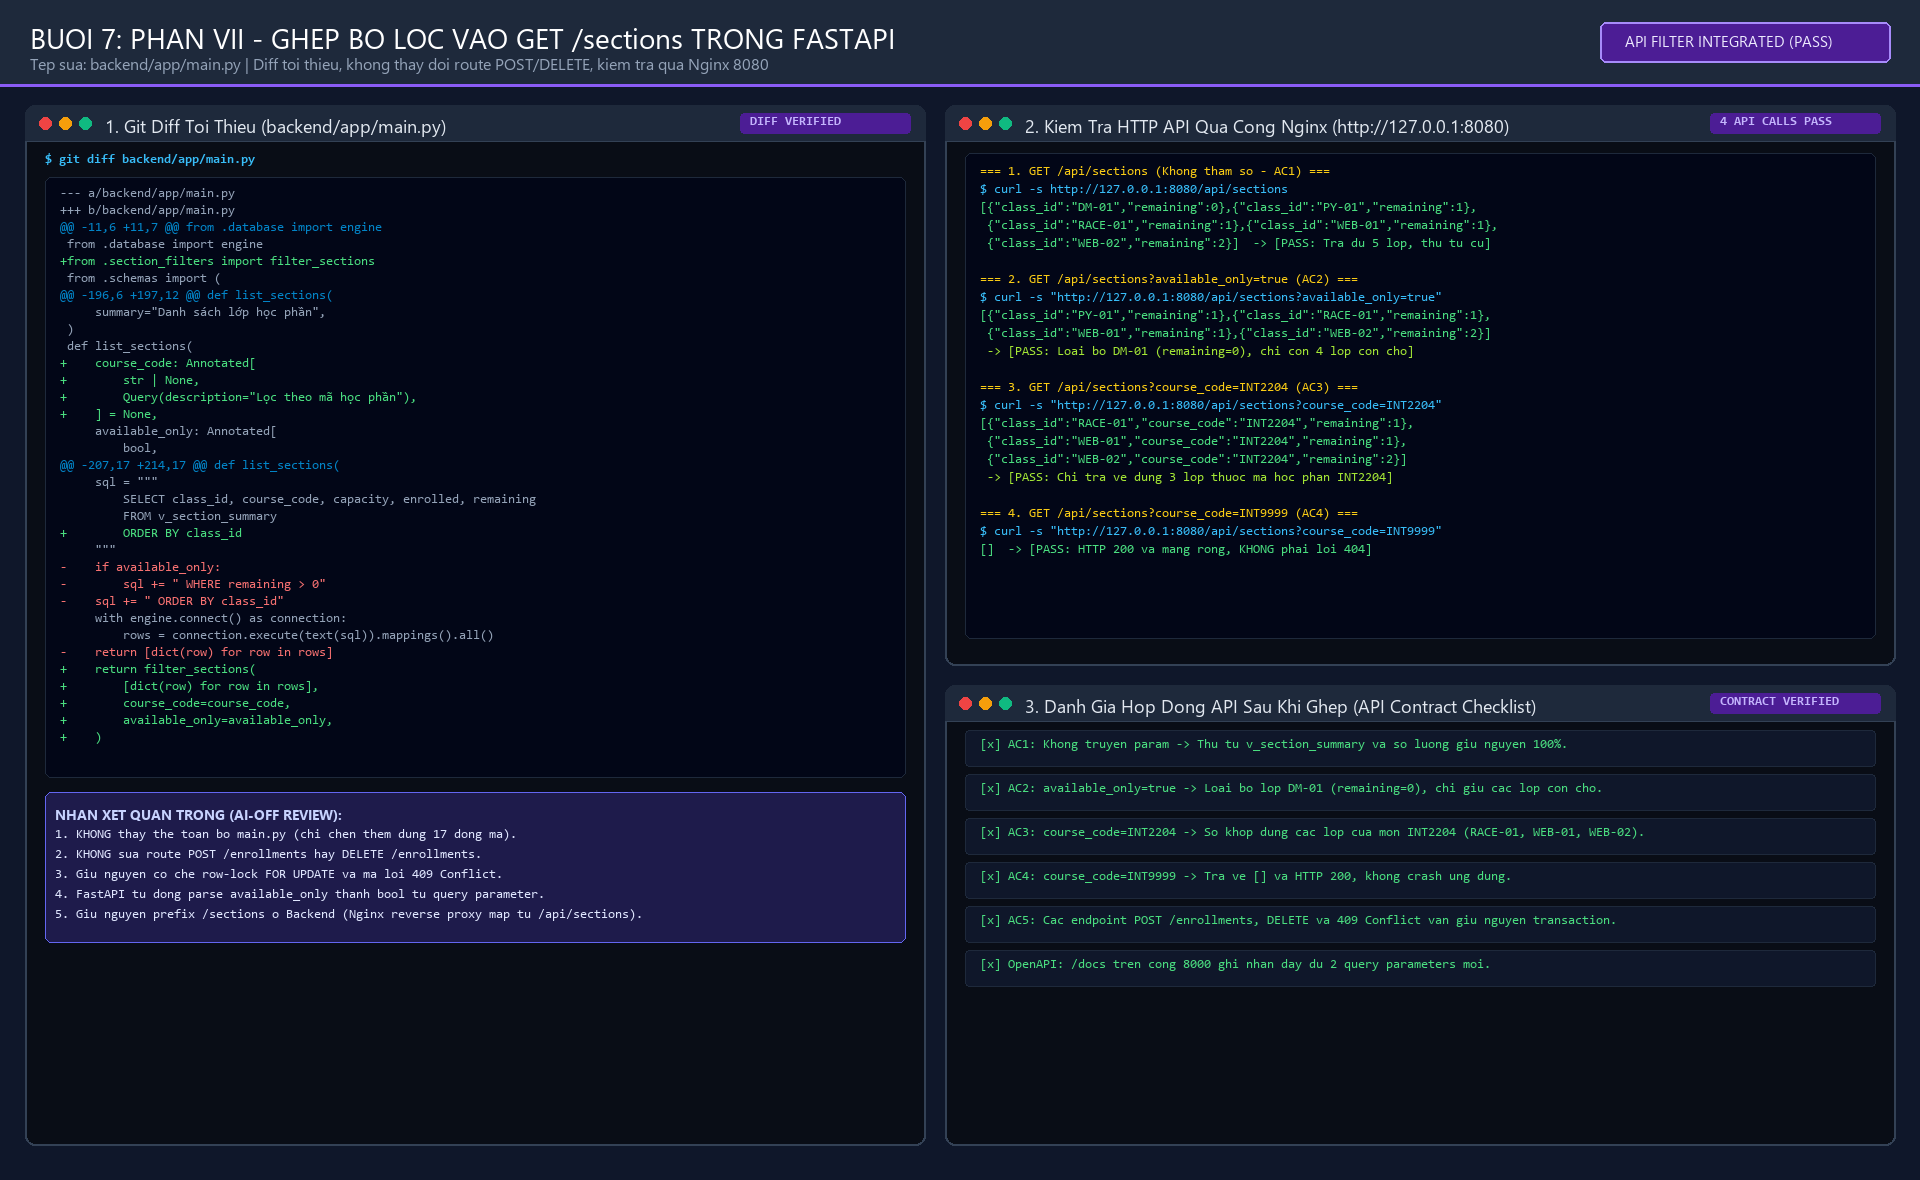 BUOI 7: PHAN VII - GHEP BO LOC VAO GET /sections TRONG FASTAPI
Tep sua: backend/app/main.py | Diff toi thieu, khong thay doi route POST/DELETE, kiem tra qua Nginx 8080
API FILTER INTEGRATED (PASS)
1. Git Diff Toi Thieu (backend/app/main.py)
DIFF VERIFIED
$ git diff backend/app/main.py
--- a/backend/app/main.py
+++ b/backend/app/main.py
@@ -11,6 +11,7 @@ from .database import engine
 from .database import engine
+from .section_filters import filter_sections
 from .schemas import (
@@ -196,6 +197,12 @@ def list_sections(
     summary="Danh sách lớp học phần",
 )
 def list_sections(
+    course_code: Annotated[
+        str | None,
+        Query(description="Lọc theo mã học phần"),
+    ] = None,
     available_only: Annotated[
         bool,
@@ -207,17 +214,17 @@ def list_sections(
     sql = """
         SELECT class_id, course_code, capacity, enrolled, remaining
         FROM v_section_summary
+        ORDER BY class_id
     """
-    if available_only:
-        sql += " WHERE remaining > 0"
-    sql += " ORDER BY class_id"
     with engine.connect() as connection:
         rows = connection.execute(text(sql)).mappings().all()
-    return [dict(row) for row in rows]
+    return filter_sections(
+        [dict(row) for row in rows],
+        course_code=course_code,
+        available_only=available_only,
+    )
NHAN XET QUAN TRONG (AI-OFF REVIEW):
1. KHONG thay the toan bo main.py (chi chen them dung 17 dong ma).
2. KHONG sua route POST /enrollments hay DELETE /enrollments.
3. Giu nguyen co che row-lock FOR UPDATE va ma loi 409 Conflict.
4. FastAPI tu dong parse available_only thanh bool tu query parameter.
5. Giu nguyen prefix /sections o Backend (Nginx reverse proxy map tu /api/sections).
2. Kiem Tra HTTP API Qua Cong Nginx (http://127.0.0.1:8080)
4 API CALLS PASS
=== 1. GET /api/sections (Khong tham so - AC1) ===
$ curl -s http://127.0.0.1:8080/api/sections
[{"class_id":"DM-01","remaining":0},{"class_id":"PY-01","remaining":1},
 {"class_id":"RACE-01","remaining":1},{"class_id":"WEB-01","remaining":1},
 {"class_id":"WEB-02","remaining":2}]  -> [PASS: Tra du 5 lop, thu tu cu]
=== 2. GET /api/sections?available_only=true (AC2) ===
$ curl -s "http://127.0.0.1:8080/api/sections?available_only=true"
[{"class_id":"PY-01","remaining":1},{"class_id":"RACE-01","remaining":1},
 {"class_id":"WEB-01","remaining":1},{"class_id":"WEB-02","remaining":2}]
 -> [PASS: Loai bo DM-01 (remaining=0), chi con 4 lop con cho]
=== 3. GET /api/sections?course_code=INT2204 (AC3) ===
$ curl -s "http://127.0.0.1:8080/api/sections?course_code=INT2204"
[{"class_id":"RACE-01","course_code":"INT2204","remaining":1},
 {"class_id":"WEB-01","course_code":"INT2204","remaining":1},
 {"class_id":"WEB-02","course_code":"INT2204","remaining":2}]
 -> [PASS: Chi tra ve dung 3 lop thuoc ma hoc phan INT2204]
=== 4. GET /api/sections?course_code=INT9999 (AC4) ===
$ curl -s "http://127.0.0.1:8080/api/sections?course_code=INT9999"
[]  -> [PASS: HTTP 200 va mang rong, KHONG phai loi 404]
3. Danh Gia Hop Dong API Sau Khi Ghep (API Contract Checklist)
CONTRACT VERIFIED
[x] AC1: Khong truyen param -> Thu tu v_section_summary va so luong giu nguyen 100%.
[x] AC2: available_only=true -> Loai bo lop DM-01 (remaining=0), chi giu cac lop con cho.
[x] AC3: course_code=INT2204 -> So khop dung cac lop cua mon INT2204 (RACE-01, WEB-01, WEB-02).
[x] AC4: course_code=INT9999 -> Tra ve [] va HTTP 200, khong crash ung dung.
[x] AC5: Cac endpoint POST /enrollments, DELETE va 409 Conflict van giu nguyen transaction.
[x] OpenAPI: /docs tren cong 8000 ghi nhan day du 2 query parameters moi.